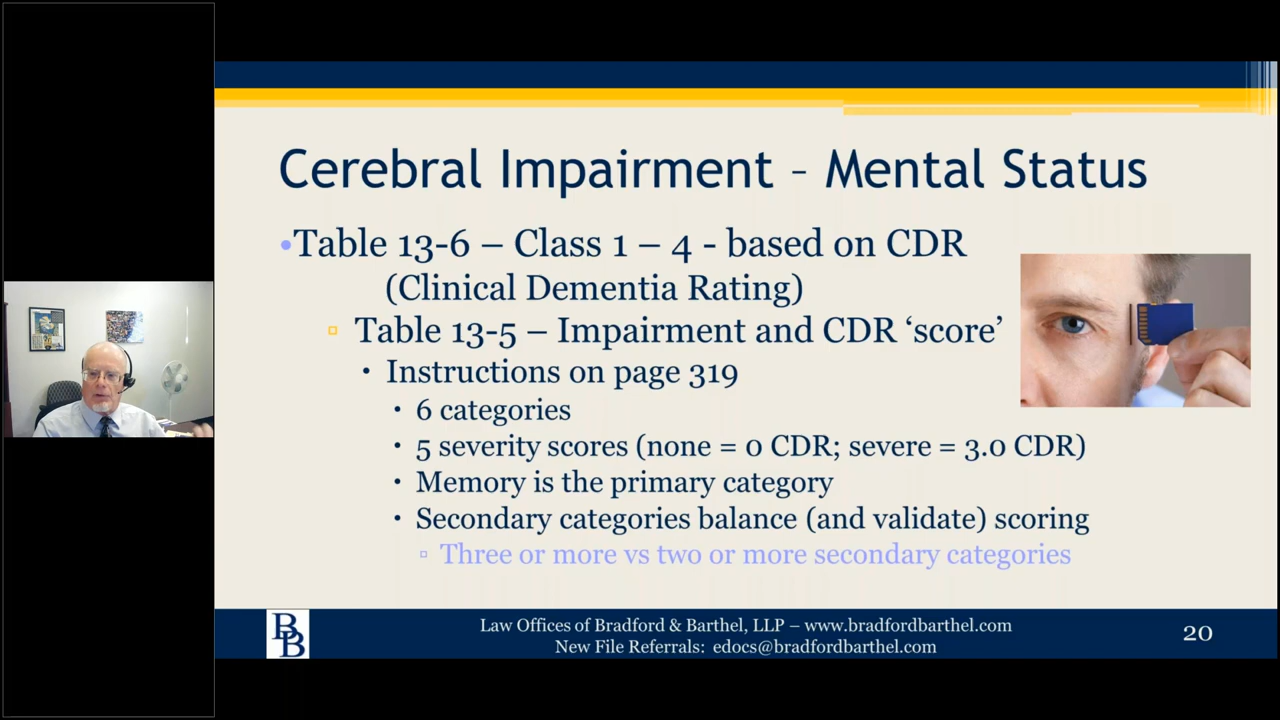 Cerebral Impairment – Mental Status
•Table 13-6 – Class 1 – 4 - based on CDR
(Clinical Dementia Rating)
Table 13-5 – Impairment and CDR ‘score’
• Instructions on page 319
• 6 categories
• 5 severity scores (none = 0 CDR; severe = 3.0 CDR)
• Memory is the primary category
• Secondary categories balance (and validate) scoring
Three or more vs two or more secondary categories
BB
Law Offices of Bradford & Barthel, LLP – www.bradfordbarthel.com
New File Referrals: edocs@bradfordbarthel.com
20